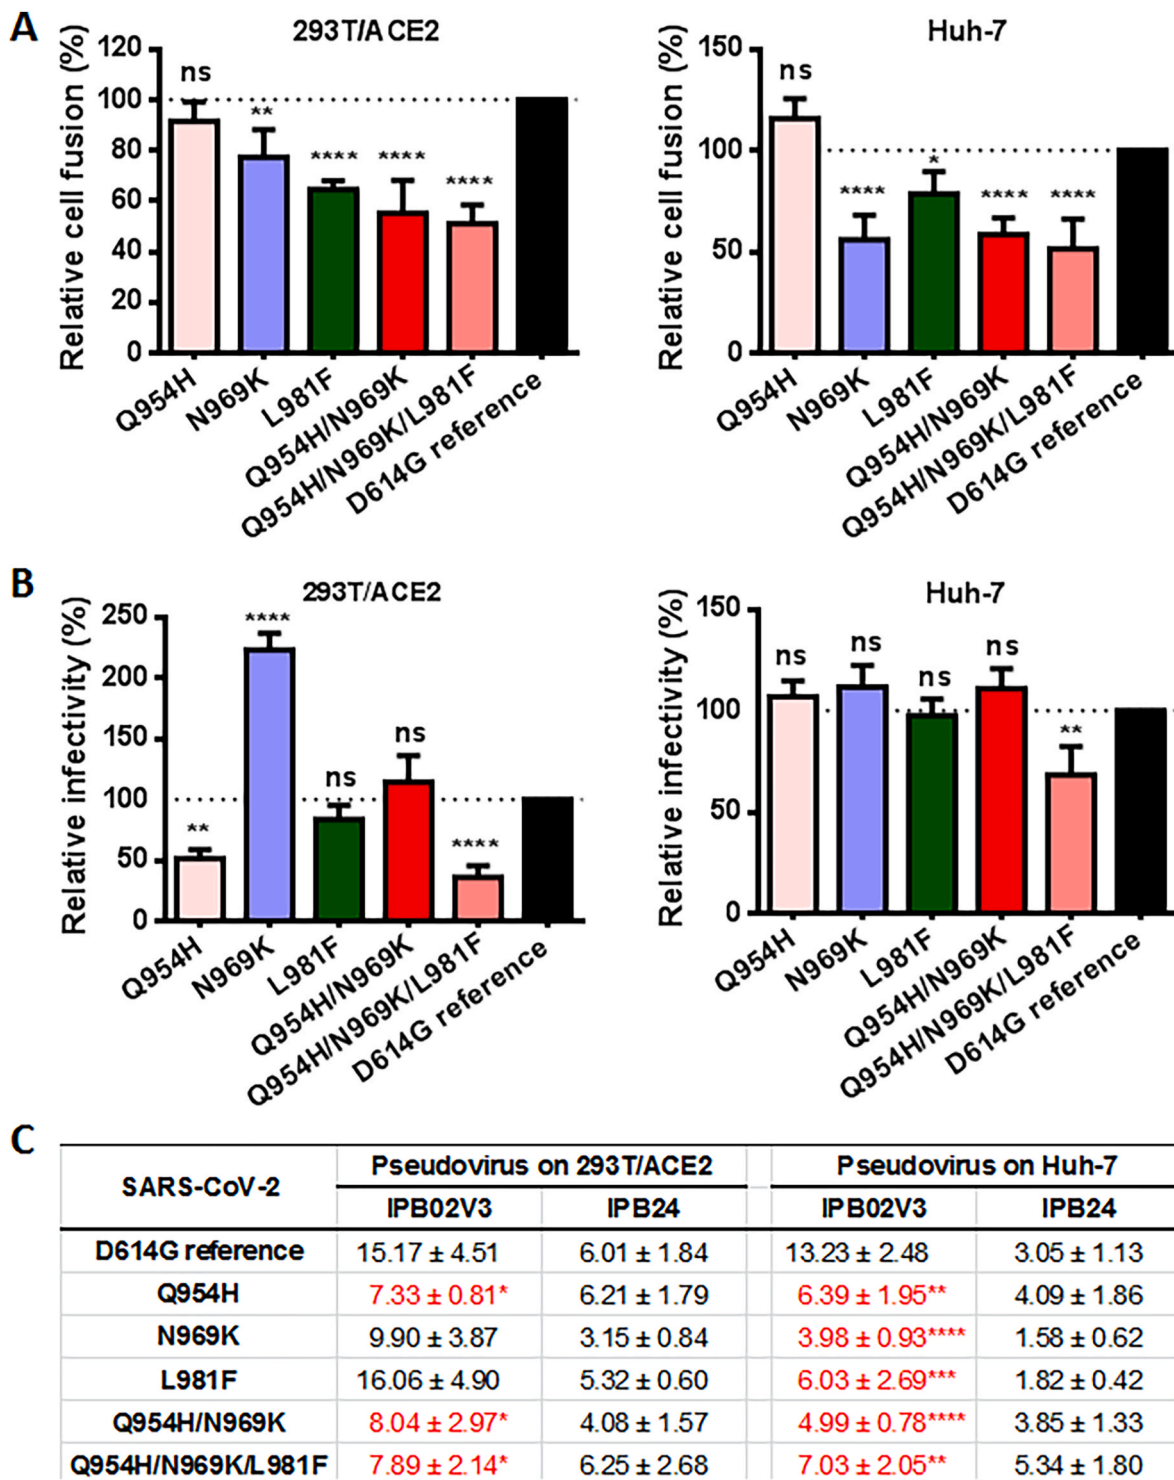 A
293T/ACE2
Relative cell fusion (%)
120
100
80
60
40
20
0
ns
**
****
****
****
Q954H
N969K
L981F
Q954H/N969K
Q954H/N969K/L981F
D614G reference
Huh-7
Relative cell fusion (%)
150
100
50
0
ns
****
*
****
****
Q954H
N969K
L981F
Q954H/N969K
Q954H/N969K/L981F
D614G reference
B
293T/ACE2
Relative infectivity (%)
250
200
150
100
50
0
**
****
ns
ns
****
Q954H
N969K
L981F
Q954H/N969K
Q954H/N969K/L981F
D614G reference
Huh-7
Relative infectivity (%)
150
100
50
0
ns
ns
ns
ns
**
Q954H
N969K
L981F
Q954H/N969K
Q954H/N969K/L981F
D614G reference
C
SARS-CoV-2 Pseudovirus on 293T/ACE2 Pseudovirus on Huh-7
IPB02V3 IPB24 IPB02V3 IPB24
D614G reference 15.17 ± 4.51 6.01 ± 1.84 13.23 ± 2.48 3.05 ± 1.13
Q954H 7.33 ± 0.81* 6.21 ± 1.79 6.39 ± 1.95** 4.09 ± 1.86
N969K 9.90 ± 3.87 3.15 ± 0.84 3.98 ± 0.93**** 1.58 ± 0.62
L981F 16.06 ± 4.90 5.32 ± 0.60 6.03 ± 2.69*** 1.82 ± 0.42
Q954H/N969K 8.04 ± 2.97* 4.08 ± 1.57 4.99 ± 0.78**** 3.85 ± 1.33
Q954H/N969K/L981F 7.89 ± 2.14* 6.25 ± 2.68 7.03 ± 2.05** 5.34 ± 1.80